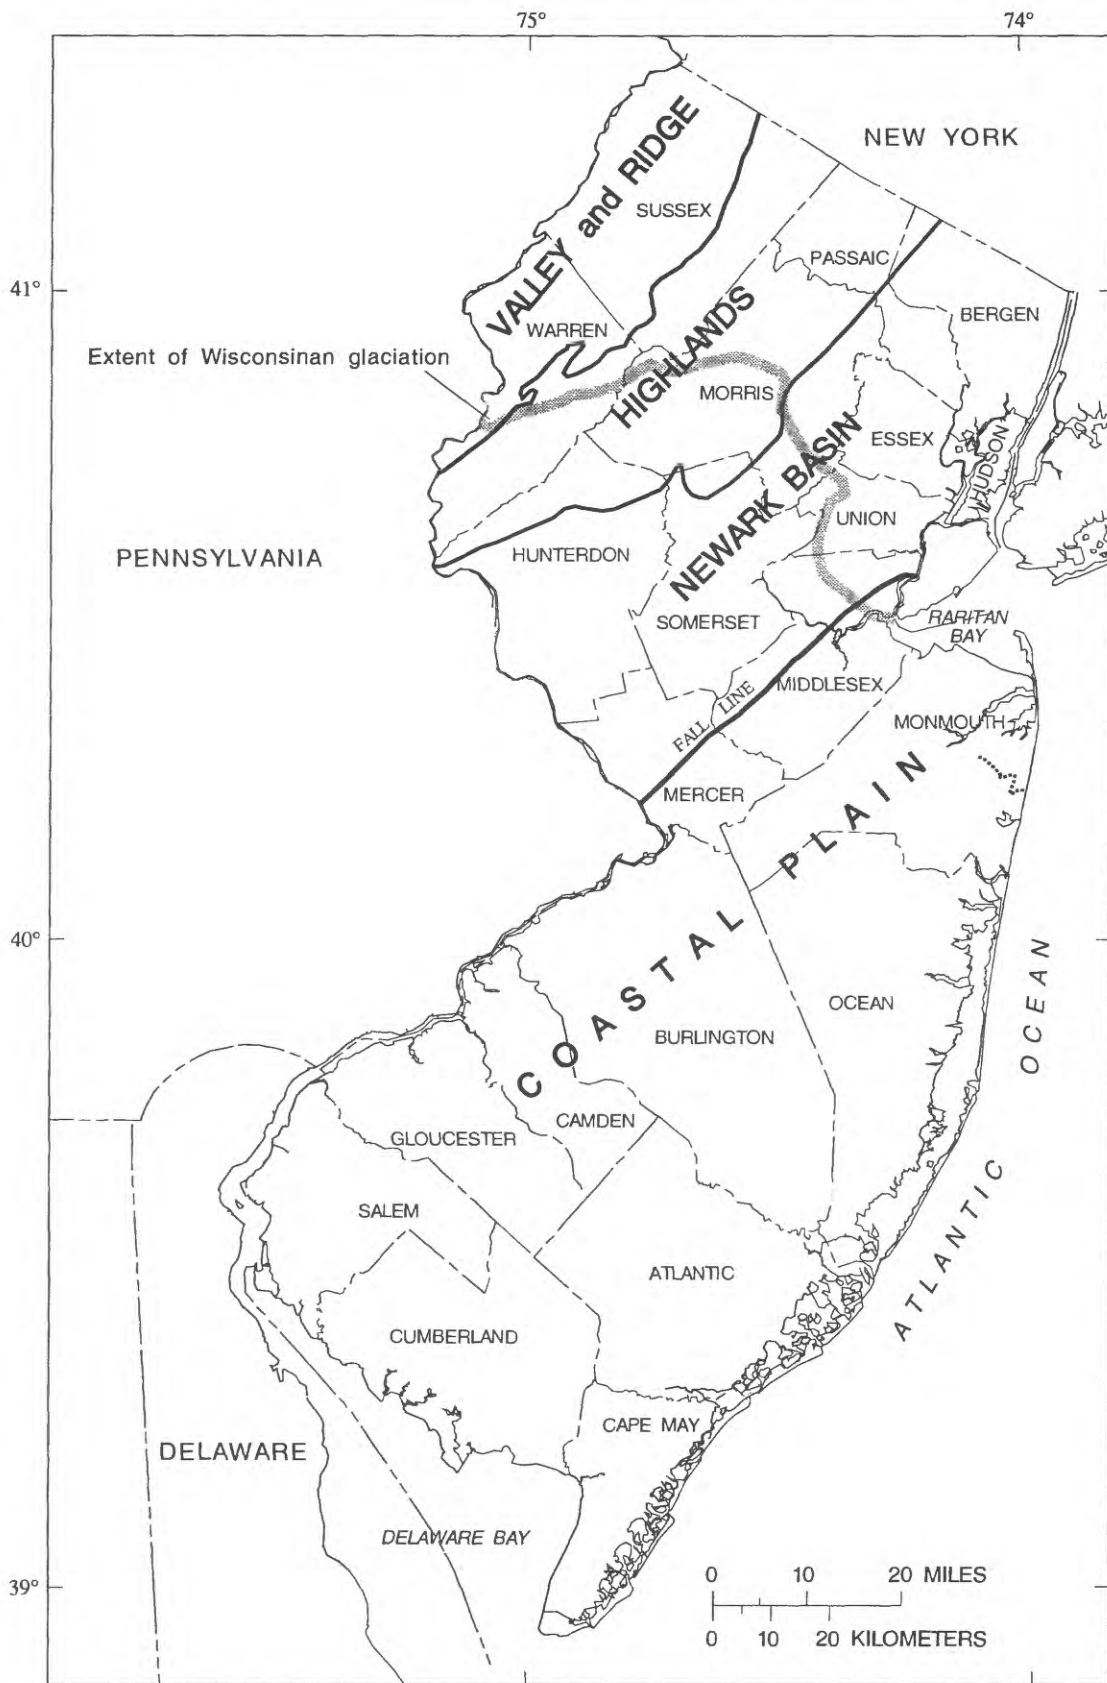 75° 74°
NEW YORK
VALLEY and RIDGE
SUSSEX
PASSAIC
41°
BERGEN
WARREN
HIGHLANDS
Extent of Wisconsinan glaciation
MORRIS
ESSEX
HUDSON
NEWARK BASIN
UNION
PENNSYLVANIA
HUNTERDON
SOMERSET
RARITAN
BAY
MIDDLESEX
FALL LINE
MONMOUTH
MERCER
COASTAL PLAIN
40°
OCEAN
BURLINGTON
ATLANTIC OCEAN
CAMDEN
GLOUCESTER
SALEM
ATLANTIC
CUMBERLAND
CAPE MAY
DELAWARE
DELAWARE BAY
39°
0 10 20 MILES
0 10 20 KILOMETERS